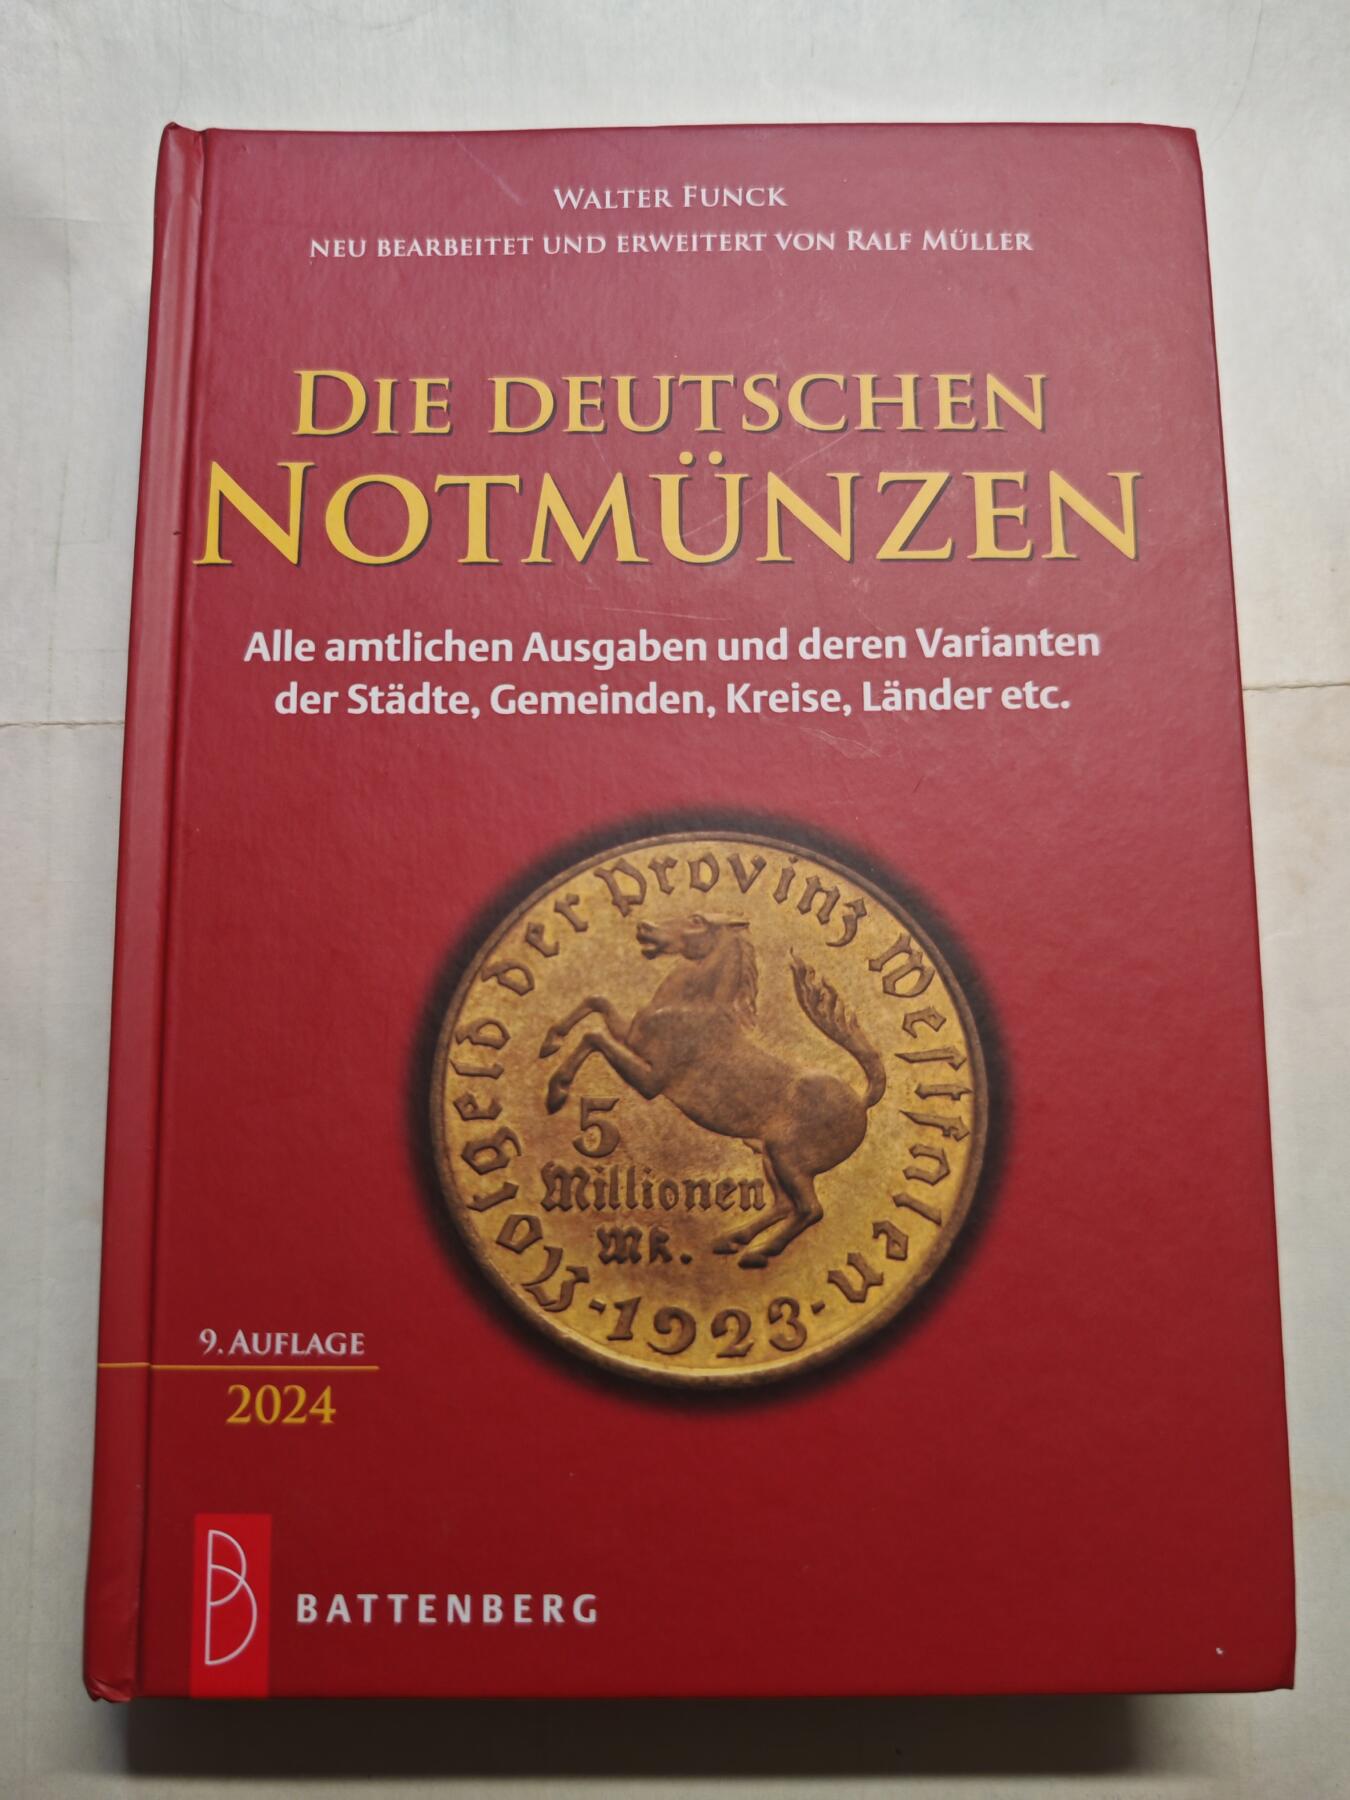 WALTER FUNCK
NEU BEARBEITET UND ERWEITERT VON RALF MÜLLER
DIE DEUTSCHEN
NOTMÜNZEN
Alle amtlichen Ausgaben und deren Varianten
der Städte, Gemeinden, Kreise, Länder etc.
Notgeld der Provinz Westfalen
5
Millionen
Mk.
·1923·
9. AUFLAGE
2024
BATTENBERG